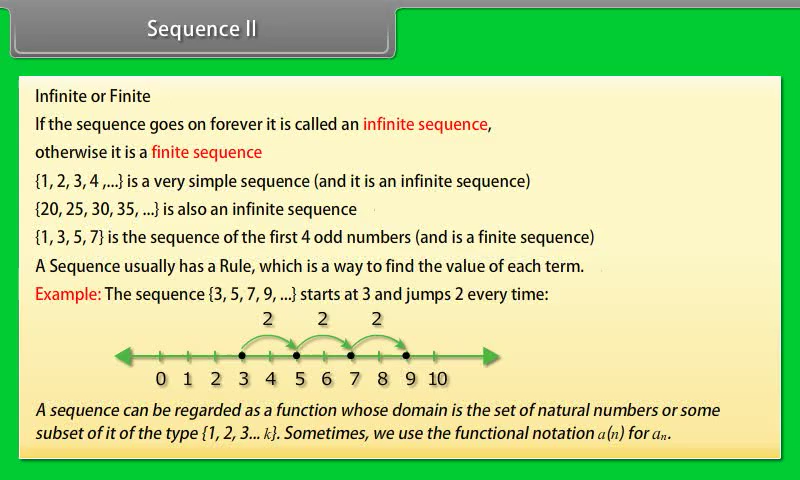 Sequence II
Infinite or Finite
If the sequence goes on forever it is called an infinite sequence,
otherwise it is a finite sequence
{1, 2, 3, 4 ,...} is a very simple sequence (and it is an infinite sequence)
{20, 25, 30, 35, ...} is also an infinite sequence
{1, 3, 5, 7} is the sequence of the first 4 odd numbers (and is a finite sequence)
A Sequence usually has a Rule, which is a way to find the value of each term.
Example: The sequence {3, 5, 7, 9, ...} starts at 3 and jumps 2 every time:
2 2 2
0 1 2 3 4 5 6 7 8 9 10
A sequence can be regarded as a function whose domain is the set of natural numbers or some
subset of it of the type {1, 2, 3... k}. Sometimes, we use the functional notation a(n) for aₙ.